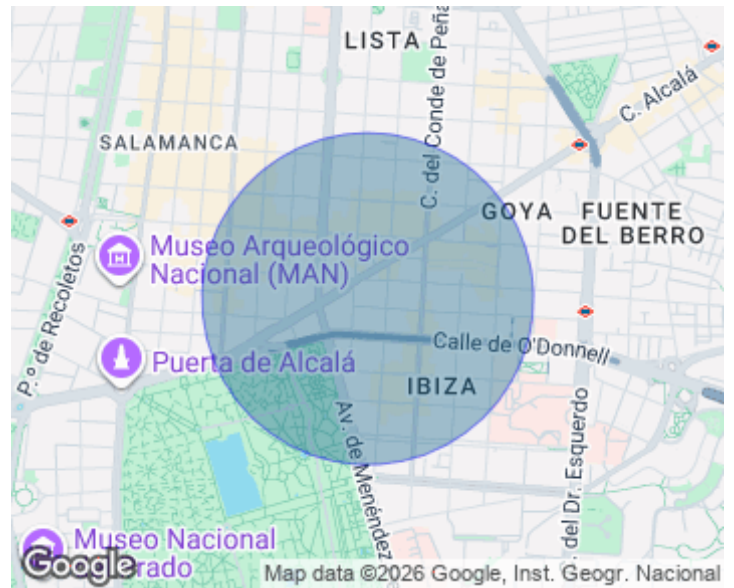 LISTA
C. del Conde de Peña
C. Alcalá
SALAMANCA
GOYA
FUENTE
DEL BERRO
Museo Arqueológico
Nacional (MAN)
P.º de Recoletos
Puerta de Alcalá
Calle de O'Donnell
IBIZA
Av. de Menéndez
C. del Dr. Esquerdo
Museo Nacional
rado
Google
Map data ©2026 Google, Inst. Geogr. Nacional